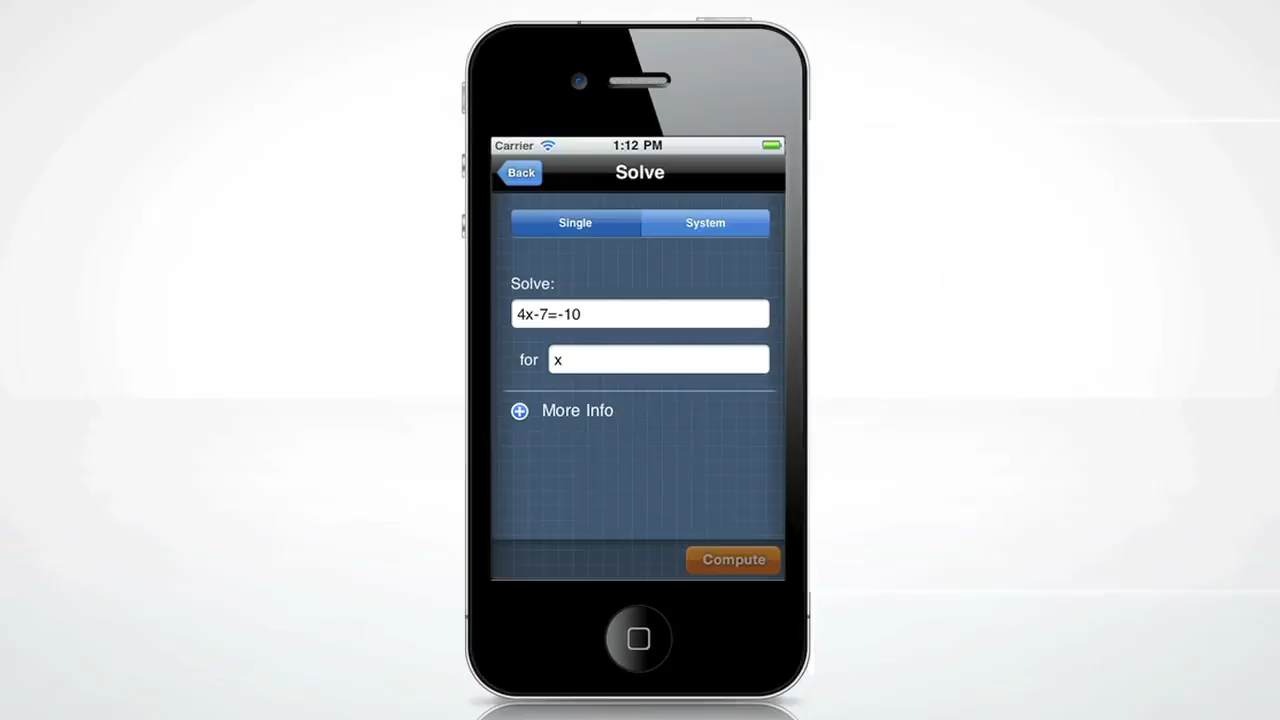 Carrier 1:12 PM
Back Solve
Single System
Solve:
4x-7=-10
for x
More Info
Compute